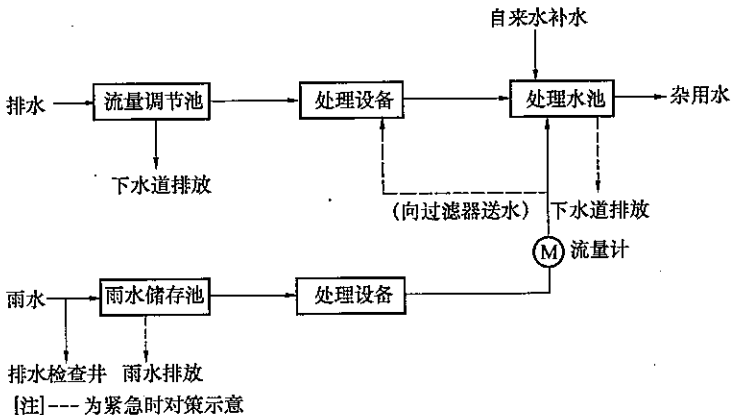 自来水补水
排水
流量调节池
处理设备
处理水池
杂用水
下水道排放
(向过滤器送水)
下水道排放
M
流量计
雨水
雨水储存池
处理设备
排水检查井
雨水排放
[注]--- 为紧急时对策示意